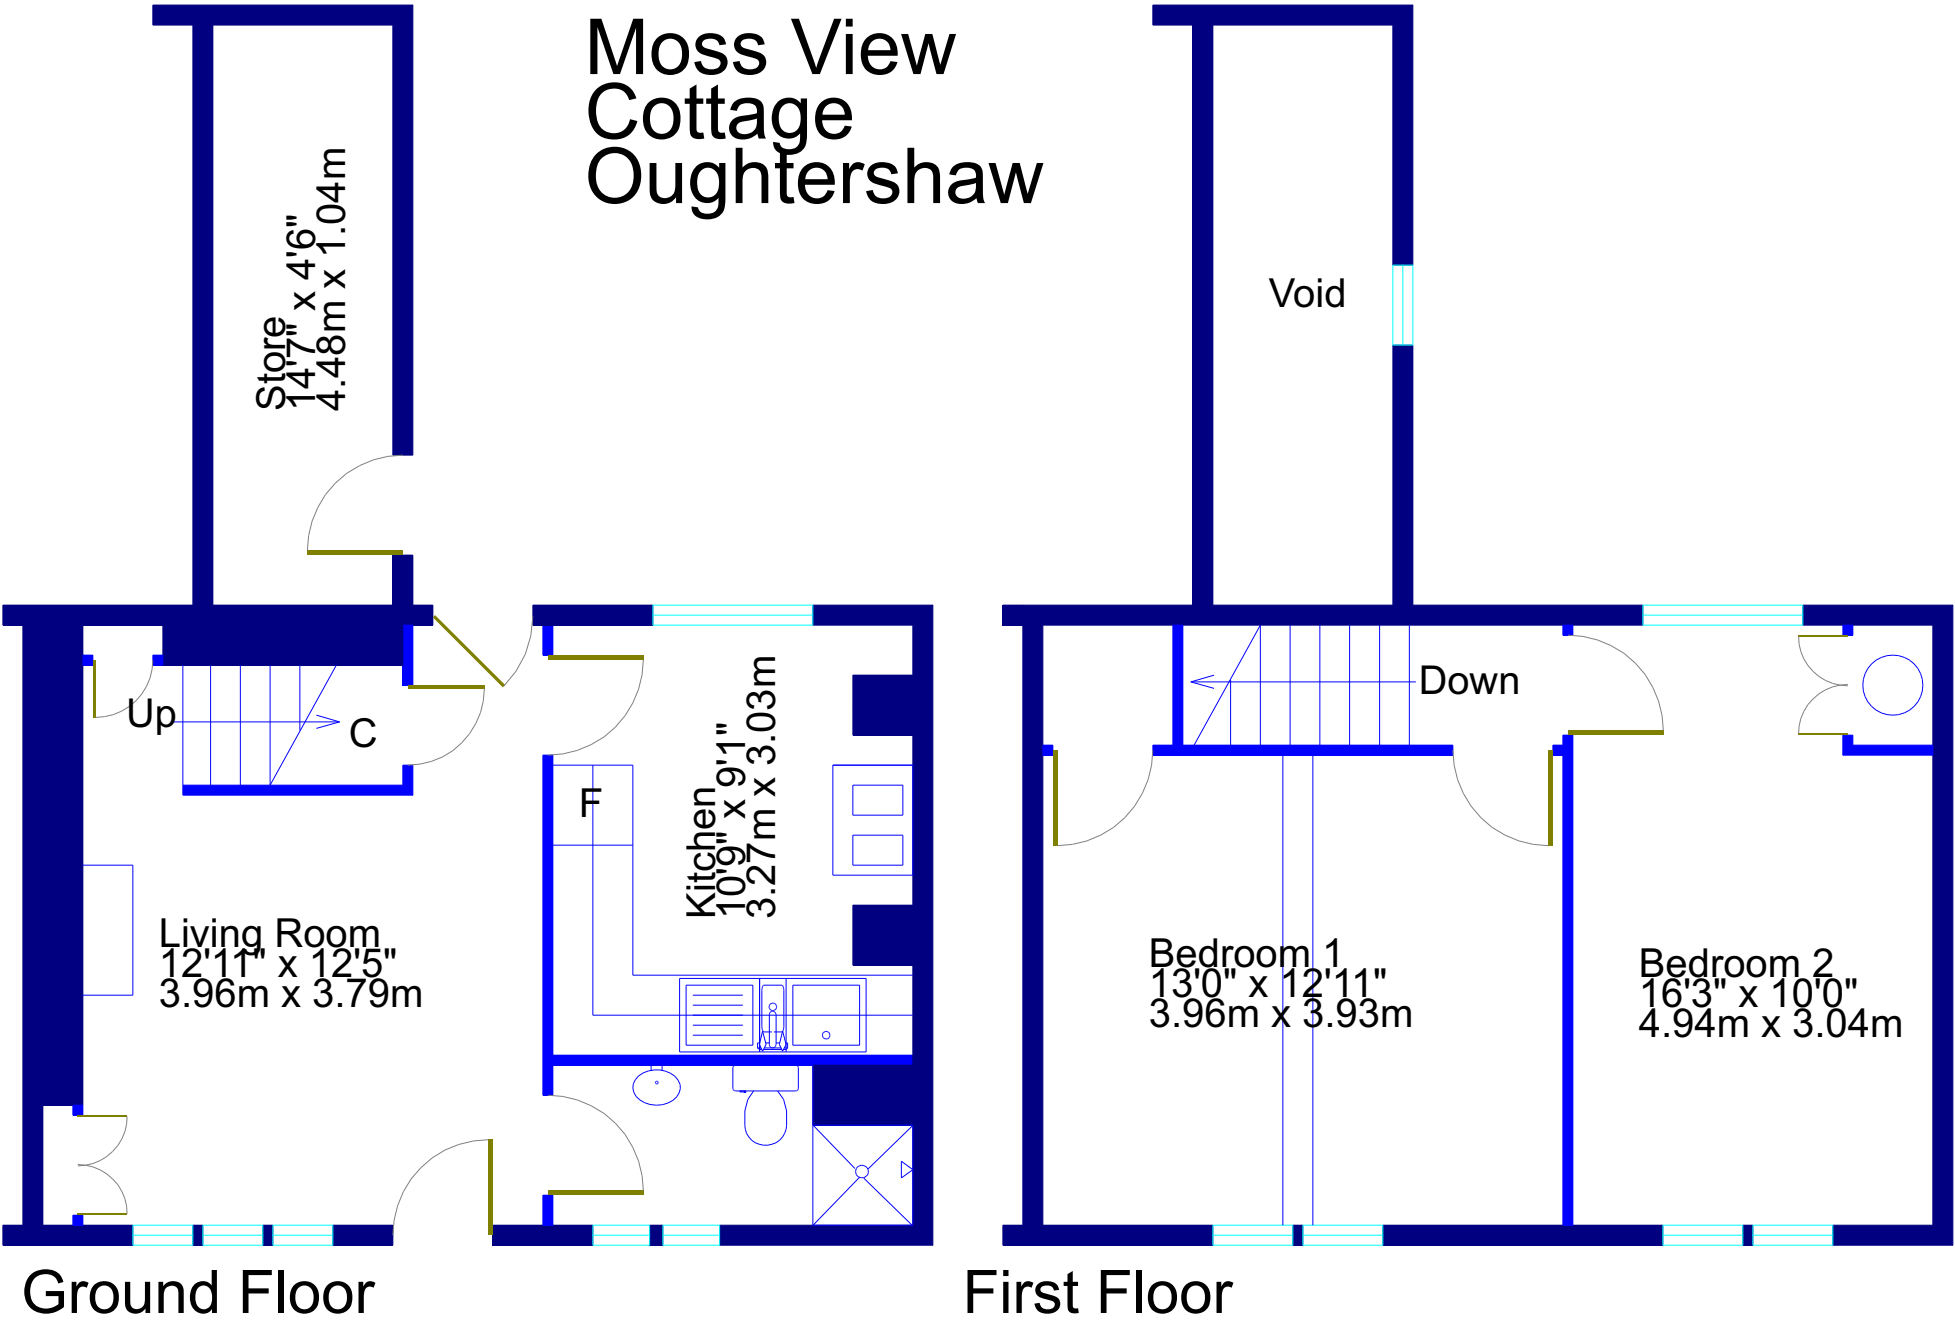 Moss View
Cottage
Oughtershaw
Store
14'7" x 4'6"
4.48m x 1.04m
Void
Up
C
Down
F
Kitchen
10'9" x 9'1"
3.27m x 3.03m
Living Room
12'11" x 12'5"
3.96m x 3.79m
Bedroom 1
13'0" x 12'11"
3.96m x 3.93m
Bedroom 2
16'3" x 10'0"
4.94m x 3.04m
Ground Floor
First Floor